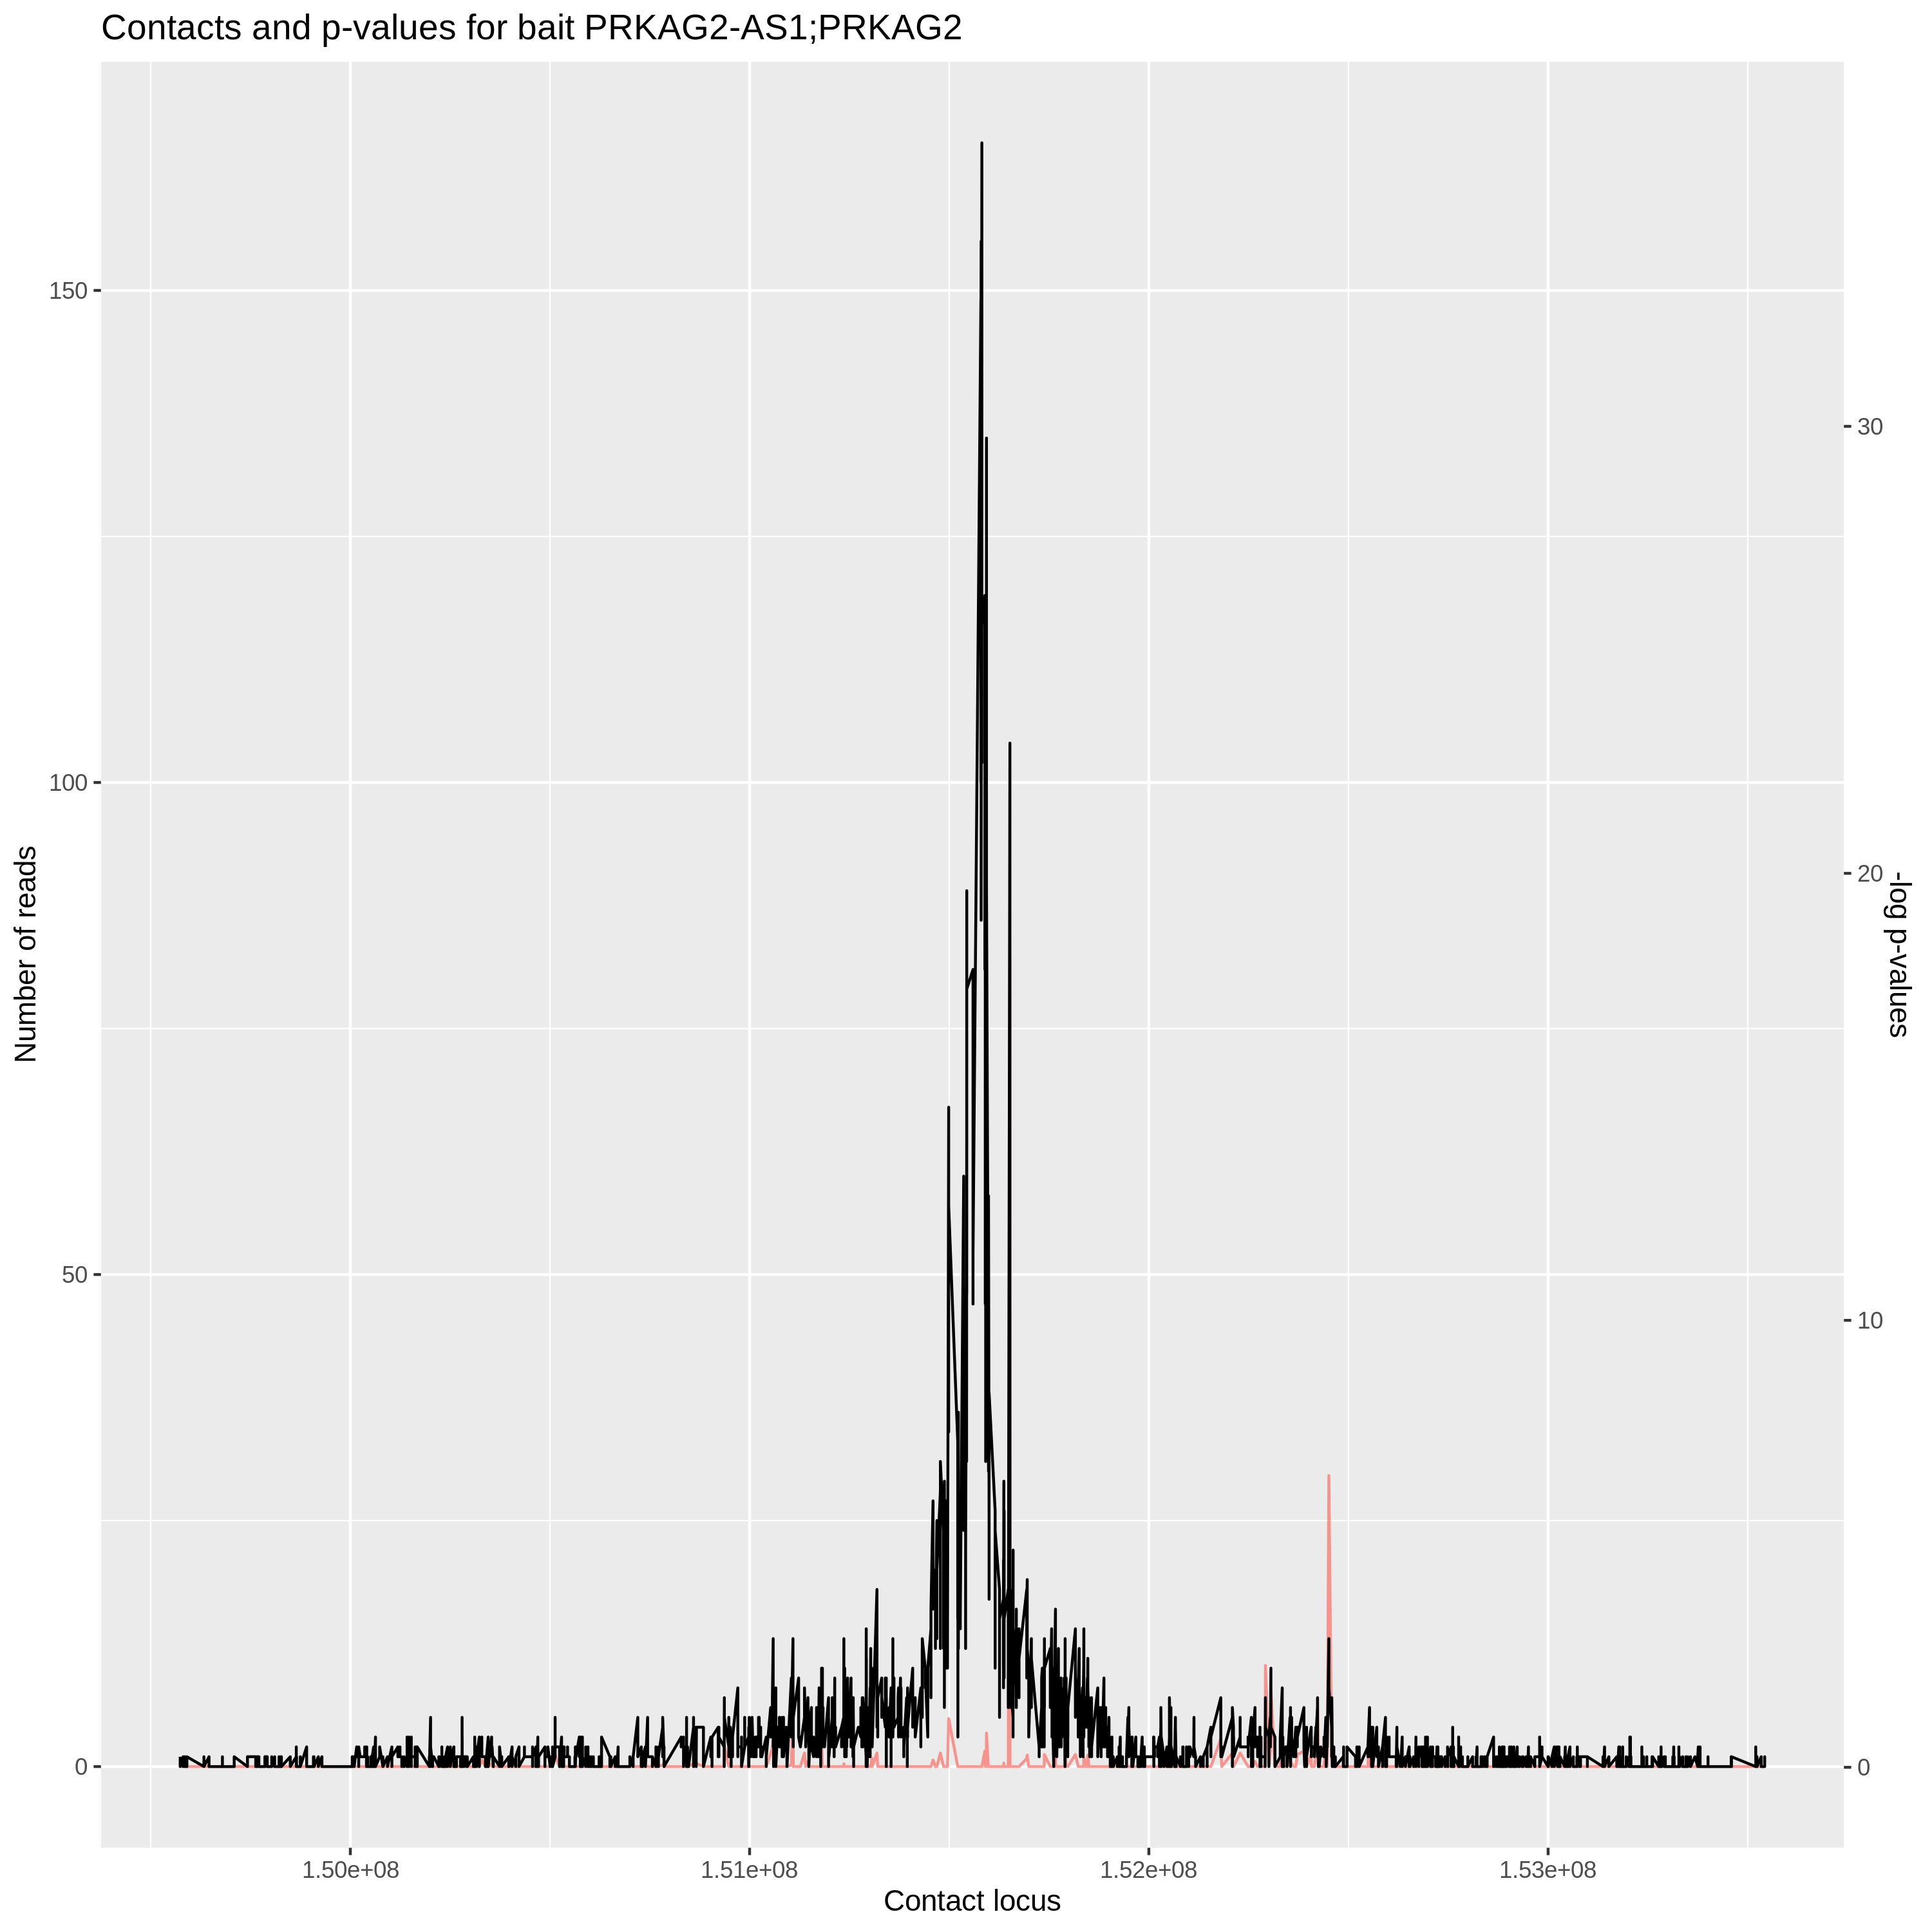 Contacts and p-values for bait PRKAG2-AS1;PRKAG2
150
100
50
0
Number of reads
30
20
10
0
-log p-values
1.50e+08
1.51e+08
1.52e+08
1.53e+08
Contact locus